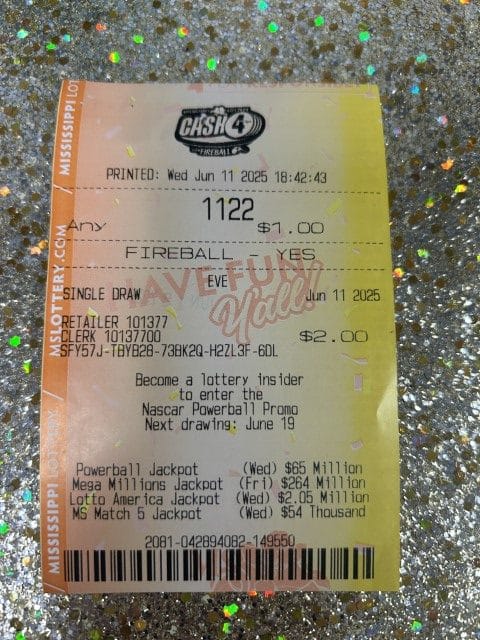 CASH 4
FIREBALL
PRINTED: Wed Jun 11 2025 18:42:43
1122
Any $1.00
FIREBALL - YES
EVE
SINGLE DRAW Jun 11 2025
RETAILER 101377
CLERK 10137700 $2.00
SFY57J-TBYB28-73BK2Q-H2ZL3F-6DL
Become a lottery insider
to enter the
Nascar Powerball Promo
Next drawing: June 19
Powerball Jackpot (Wed) $65 Million
Mega Millions Jackpot (Fri) $264 Million
Lotto America Jackpot (Wed) $2.05 Million
MS Match 5 Jackpot (Wed) $54 Thousand
2081-042894082-149550
HAVE FUN
Y'all!
MISSISSIPPI LOT
MSLOTTERY.COM
MISSISSIPPI LOTTERY